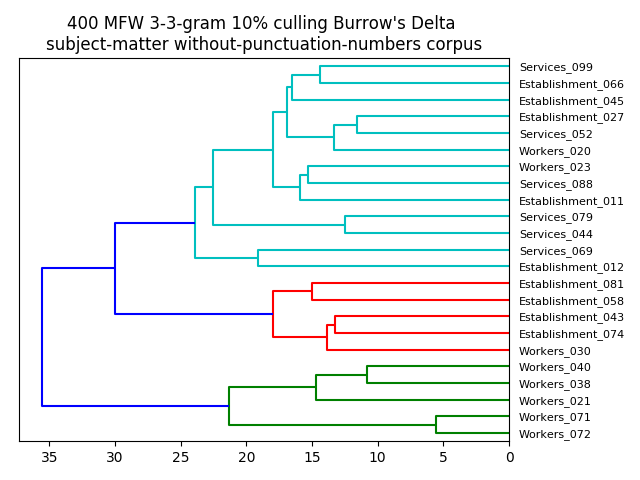 400 MFW 3-3-gram 10% culling Burrow's Delta
subject-matter without-punctuation-numbers corpus
Services_099
Establishment_066
Establishment_045
Establishment_027
Services_052
Workers_020
Workers_023
Services_088
Establishment_011
Services_079
Services_044
Services_069
Establishment_012
Establishment_081
Establishment_058
Establishment_043
Establishment_074
Workers_030
Workers_040
Workers_038
Workers_021
Workers_071
Workers_072
35 30 25 20 15 10 5 0